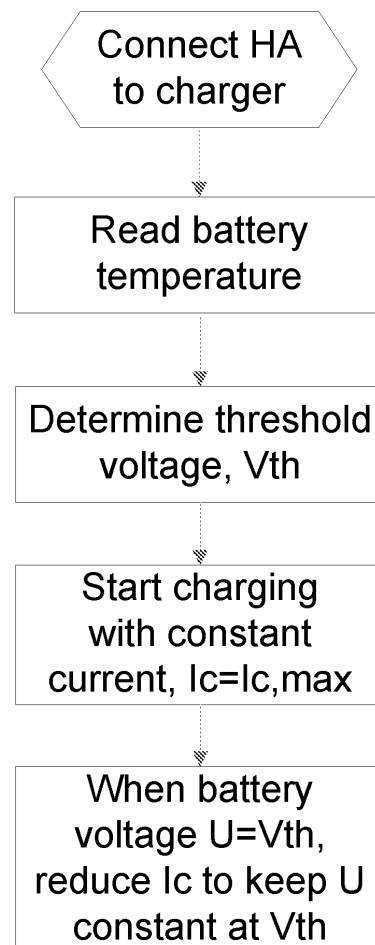 Connect HA
to charger
Read battery
temperature
Determine threshold
voltage, Vth
Start charging
with constant
current, Ic=Ic,max
When battery
voltage U=Vth,
reduce Ic to keep U
constant at Vth